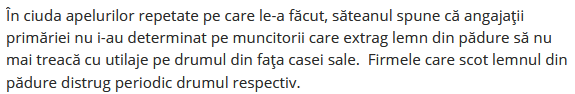 În ciuda apelurilor repetate pe care le-a făcut, săteanul spune că angajaţii
primăriei nu i-au determinat pe muncitorii care extrag lemn din pădure să nu
mai treacă cu utilaje pe drumul din faţa casei sale.  Firmele care scot lemnul din
pădure distrug periodic drumul respectiv.